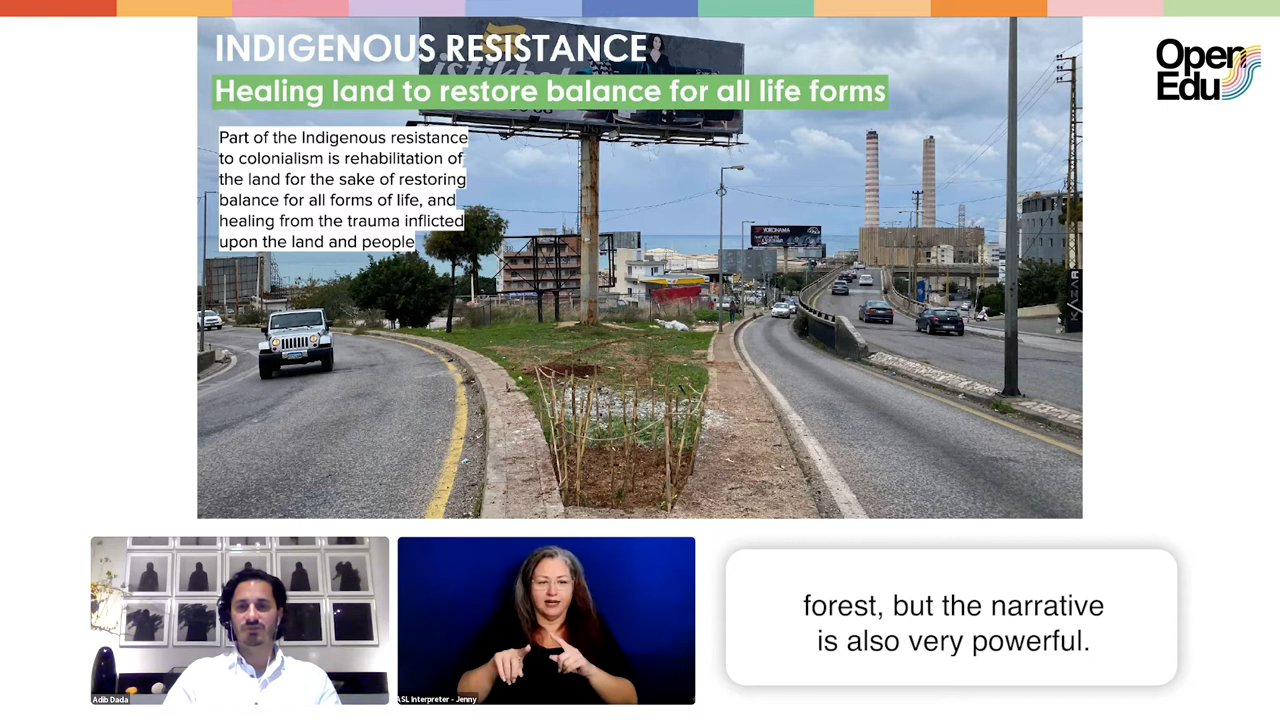 INDIGENOUS RESISTANCE
Healing land to restore balance for all life forms
Part of the Indigenous resistance
to colonialism is rehabilitation of
the land for the sake of restoring
balance for all forms of life, and
healing from the trauma inflicted
upon the land and people
Open
Edu
YOKOHAMA
KAZAR
Adib Dada
ASL Interpreter - Jenny
forest, but the narrative
is also very powerful.